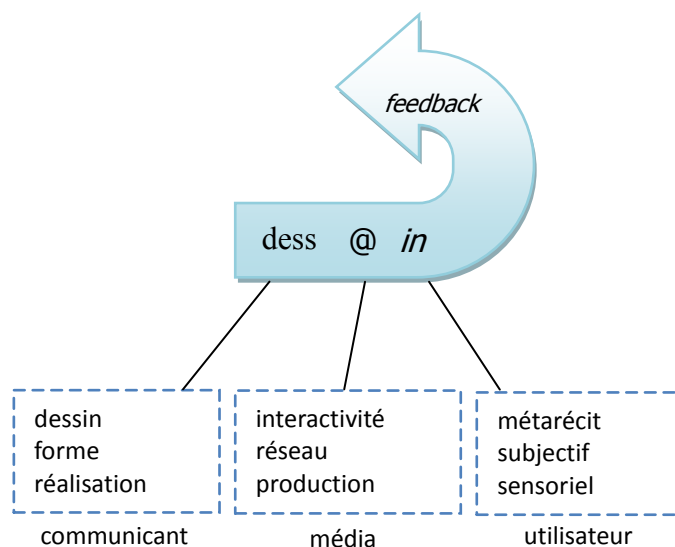 feedback
dess @ in
dessin
forme
réalisation
interactivité
réseau
production
métarécit
subjectif
sensoriel
communicant
média
utilisateur